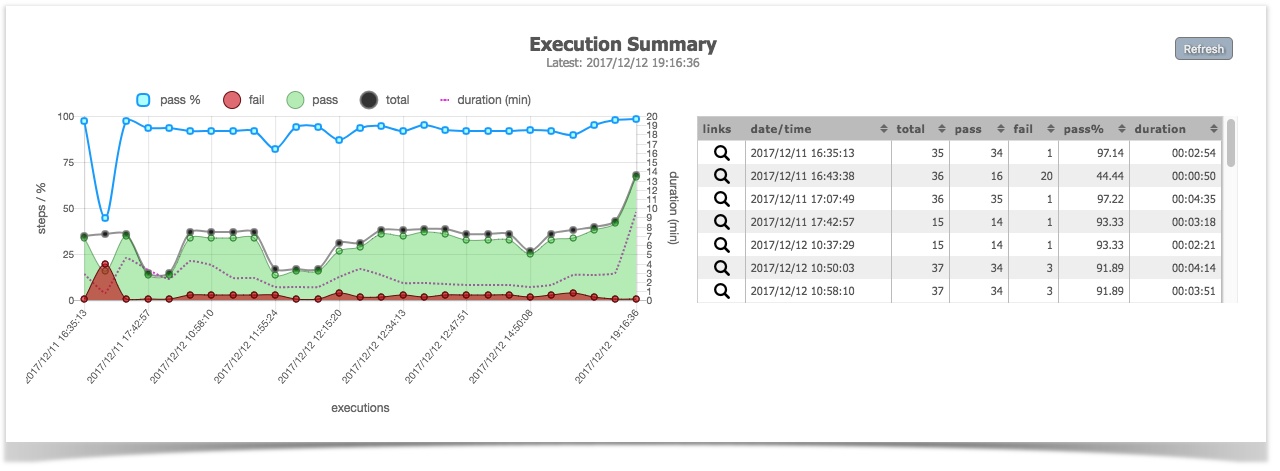 Execution Summary
Latest: 2017/12/12 19:16:36
Refresh
pass % fail pass total duration (min)
steps / %
100
75
50
25
0
20
19
18
17
16
15
14
13
12
11
10
9
8
7
6
5
4
3
2
1
0
duration (min)
2017/12/11 16:35:13
2017/12/11 17:42:57
2017/12/12 10:58:10
2017/12/12 11:55:24
2017/12/12 12:15:20
2017/12/12 12:34:13
2017/12/12 12:47:51
2017/12/12 14:50:08
2017/12/12 19:16:36
executions
links date/time total pass fail pass% duration
2017/12/11 16:35:13 35 34 1 97.14 00:02:54
2017/12/11 16:43:38 36 16 20 44.44 00:00:50
2017/12/11 17:07:49 36 35 1 97.22 00:04:35
2017/12/11 17:42:57 15 14 1 93.33 00:03:18
2017/12/12 10:37:29 15 14 1 93.33 00:02:21
2017/12/12 10:50:03 37 34 3 91.89 00:04:14
2017/12/12 10:58:10 37 34 3 91.89 00:03:51